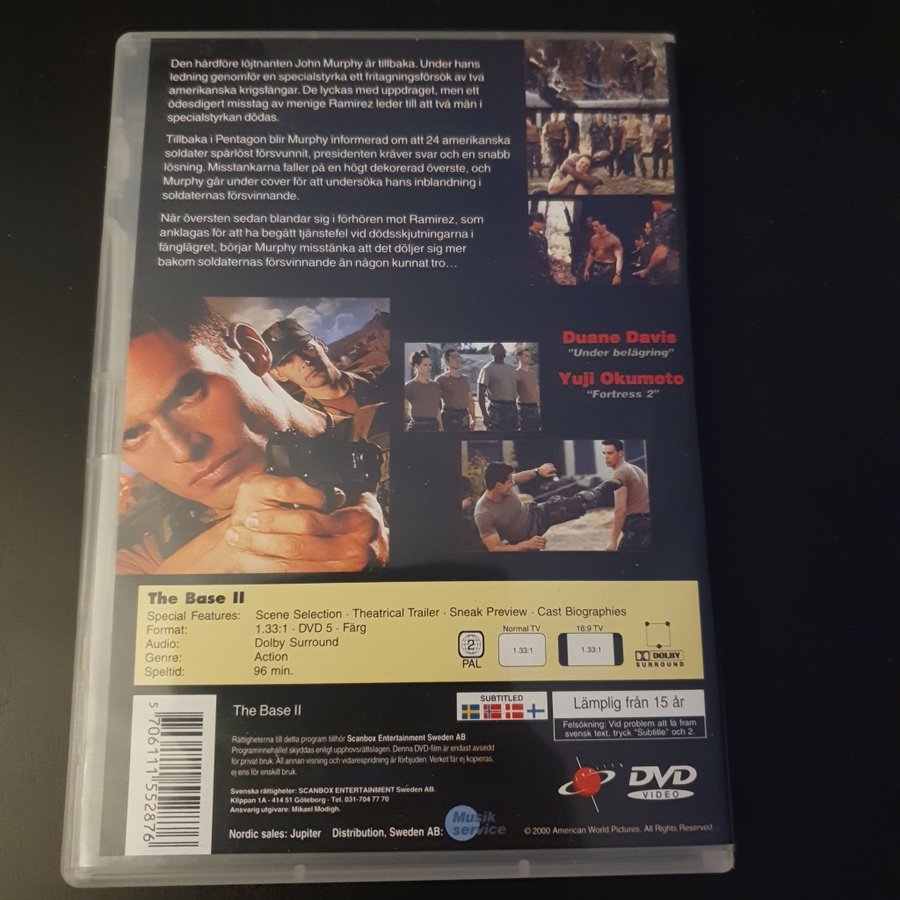 Den hårdföre löjtnanten John Murphy är tillbaka. Under hans
ledning genomför en specialstyrka ett fritagningsförsök av två
amerikanska krigsfångar. De lyckas med uppdraget, men ett
ödesdigert misstag av menige Ramirez leder till att två män i
specialstyrkan dödas.
Tillbaka i Pentagon blir Murphy informerad om att 24 amerikanska
soldater spårlöst försvunnit, presidenten kräver svar och en snabb
lösning. Misstankarna faller på en högt dekorerad överste, och
Murphy går under cover för att undersöka hans inblandning i
soldaternas försvinnande.
När översten sedan blandar sig i förhören mot Ramirez, som
anklagas för att ha begått tjänstefel vid dödsskjutningarna i
fånglägret, börjar Murphy misstänka att det döljer sig mer
bakom soldaternas försvinnande än någon kunnat tro...
Duane Davis
"Under belägring"
Yuji Okumoto
"Fortress 2"
The Base II
Special Features: Scene Selection · Theatrical Trailer · Sneak Preview · Cast Biographies
Format: 1.33:1 · DVD 5 · Färg
Audio: Dolby Surround
Genre: Action
Speltid: 96 min.
2
PAL
Normal TV
1.33:1
16:9 TV
1.33:1
DOLBY
SURROUND
5 706111 552876
The Base II
SUBTITLED
Lämplig från 15 år
Felsökning: Vid problem att få fram
svensk text, tryck "Subtitle" och 2.
Rättigheterna till detta program tillhör Scanbox Entertainment Sweden AB
Programinnehållet skyddas enligt upphovsrättslagen. Denna DVD-film är endast avsedd
för privat bruk. All annan visning och vidarespridning är förbjuden. Verket får ej kopieras,
ej ens för enskilt bruk.
Svenska rättigheter: SCANBOX ENTERTAINMENT Sweden AB.
Klippan 1A - 414 51 Göteborg - Tel. 031-704 77 70
Ansvarig utgivare: Mikael Modigh.
DVD
VIDEO
Nordic sales: Jupiter Distribution, Sweden AB:
Musik
service
© 2000 American World Pictures. All Rights Reserved